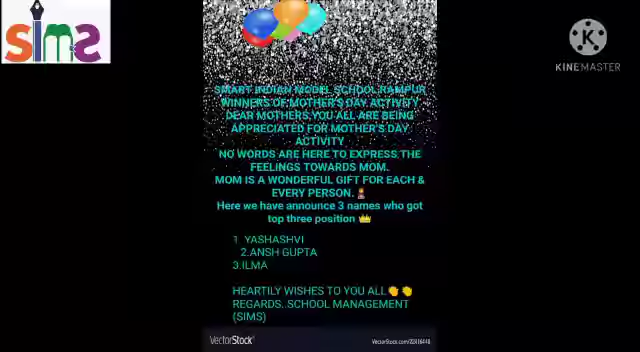 SIMS
KINEMASTER
SMART INDIAN MODEL SCHOOL RAMPUR
WINNERS OF MOTHER'S DAY ACTIVITY
DEAR MOTHERS,YOU ALL ARE BEING
APPRECIATED FOR MOTHER'S DAY
ACTIVITY
NO WORDS ARE HERE TO EXPRESS THE
FEELINGS TOWARDS MOM.
MOM IS A WONDERFUL GIFT FOR EACH &
EVERY PERSON.
Here we have announce 3 names who got
top three position 👑
1 YASHASHVI
2.ANSH GUPTA
3.ILMA
HEARTILY WISHES TO YOU ALL👏👏
REGARDS..SCHOOL MANAGEMENT
(SIMS)
VectorStock®